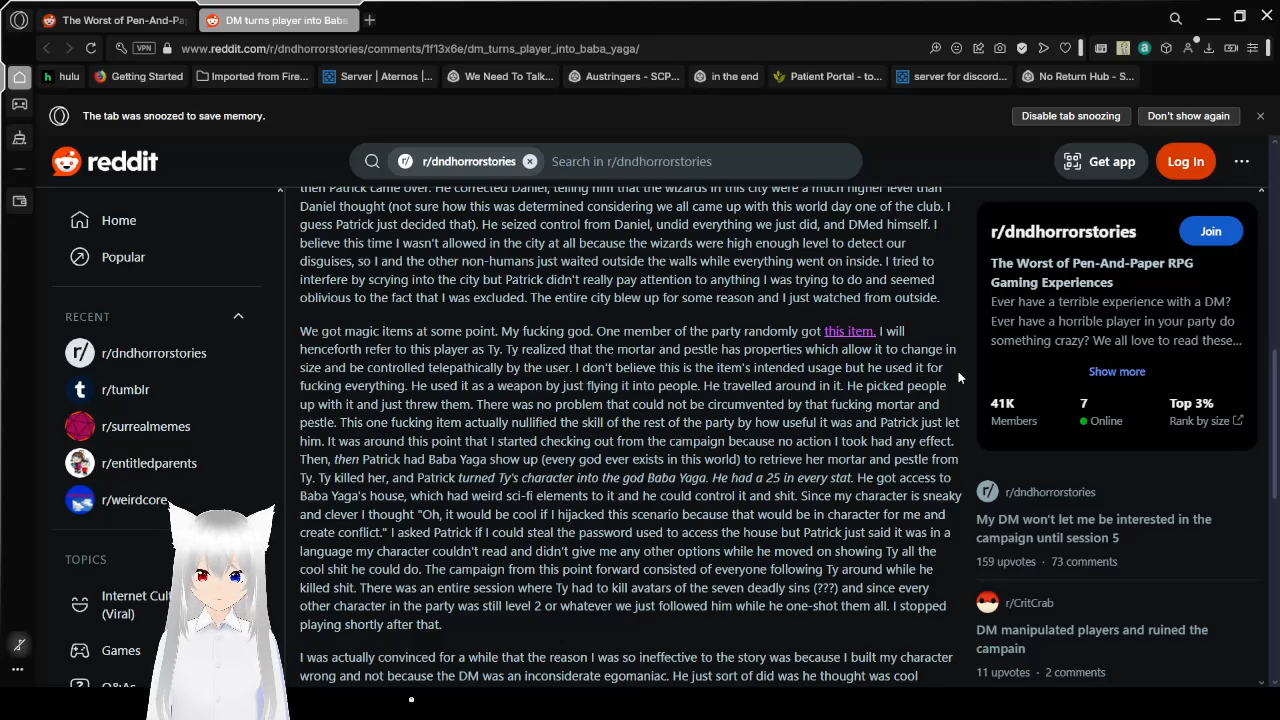 The Worst of Pen-And-Pa
DM turns player into Baba
VPN
www.reddit.com/r/dndhorrorstories/comments/1f13x6e/dm_turns_player_into_baba_yaga/
hulu
Getting Started
Imported from Fire...
Server | Aternos |...
We Need To Talk...
Austringers - SCP...
in the end
Patient Portal - to...
server for discord...
No Return Hub - S...
The tab was snoozed to save memory.
Disable tab snoozing
Don't show again
reddit
r/dndhorrorstories
Search in r/dndhorrorstories
Get app
Log In
Home
Popular
RECENT
r/dndhorrorstories
r/tumblr
r/surrealmemes
r/entitledparents
r/weirdcore
TOPICS
Internet Cul
(Viral)
Games
Q&As
then Patrick came over. He corrected Daniel, telling him that the wizards in this city were a much higher level than
Daniel thought (not sure how this was determined considering we all came up with this world day one of the club. I
guess Patrick just decided that). He seized control from Daniel, undid everything we just did, and DMed himself. I
believe this time I wasn't allowed in the city at all because the wizards were high enough level to detect our
disguises, so I and the other non-humans just waited outside the walls while everything went on inside. I tried to
interfere by scrying into the city but Patrick didn't really pay attention to anything I was trying to do and seemed
oblivious to the fact that I was excluded. The entire city blew up for some reason and I just watched from outside.
We got magic items at some point. My fucking god. One member of the party randomly got this item. I will
henceforth refer to this player as Ty. Ty realized that the mortar and pestle has properties which allow it to change in
size and be controlled telepathically by the user. I don't believe this is the item's intended usage but he used it for
fucking everything. He used it as a weapon by just flying it into people. He travelled around in it. He picked people
up with it and just threw them. There was no problem that could not be circumvented by that fucking mortar and
pestle. This one fucking item actually nullified the skill of the rest of the party by how useful it was and Patrick just let
him. It was around this point that I started checking out from the campaign because no action I took had any effect.
Then, then Patrick had Baba Yaga show up (every god ever exists in this world) to retrieve her mortar and pestle from
Ty. Ty killed her, and Patrick turned Ty's character into the god Baba Yaga. He had a 25 in every stat. He got access to
Baba Yaga's house, which had weird sci-fi elements to it and he could control it and shit. Since my character is sneaky
and clever I thought "Oh, it would be cool if I hijacked this scenario because that would be in character for me and
create conflict." I asked Patrick if I could steal the password used to access the house but Patrick just said it was in a
language my character couldn't read and didn't give me any other options while he moved on showing Ty all the
cool shit he could do. The campaign from this point forward consisted of everyone following Ty around while he
killed shit. There was an entire session where Ty had to kill avatars of the seven deadly sins (???) and since every
other character in the party was still level 2 or whatever we just followed him while he one-shot them all. I stopped
playing shortly after that.
I was actually convinced for a while that the reason I was so ineffective to the story was because I built my character
wrong and not because the DM was an inconsiderate egomaniac. He just sort of did was he thought was cool
r/dndhorrorstories
Join
The Worst of Pen-And-Paper RPG
Gaming Experiences
Ever have a terrible experience with a DM?
Ever have a horrible player in your party do
something crazy? We all love to read these...
Show more
41K
7
Top 3%
Members
Online
Rank by size
r/dndhorrorstories
My DM won't let me be interested in the
campaign until session 5
159 upvotes · 73 comments
r/CritCrab
DM manipulated players and ruined the
campain
11 upvotes · 2 comments